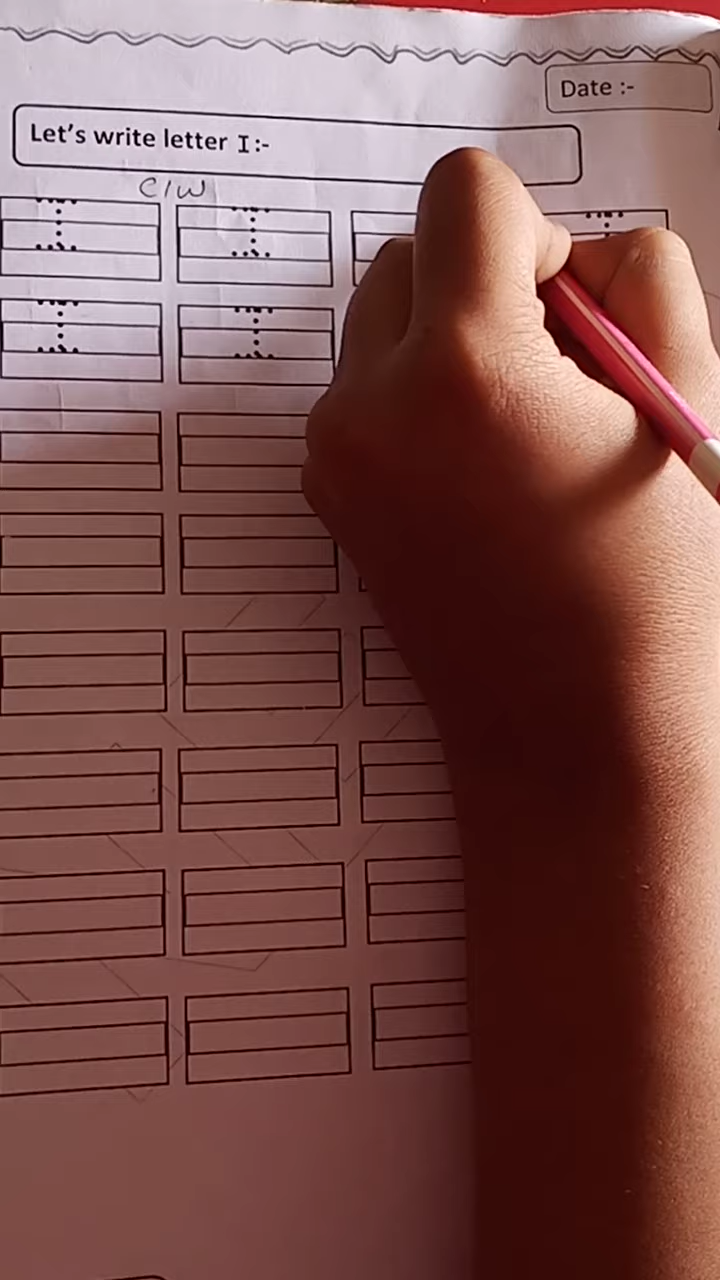 Date :-
Let's write letter I:-
C/W
I I I
I I